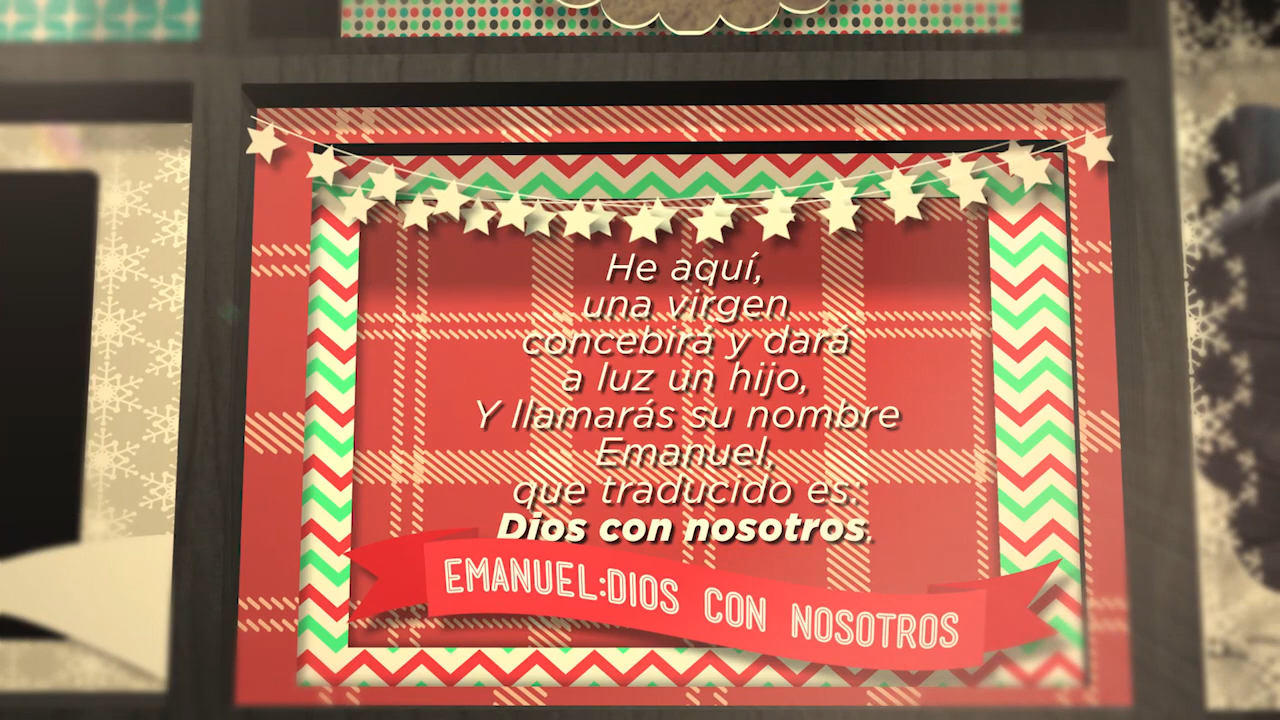 He aquí,
una virgen
concebirá y dará
a luz un hijo,
Y llamarás su nombre
Emanuel,
que traducido es:
Dios con nosotros.
EMANUEL:DIOS CON NOSOTROS